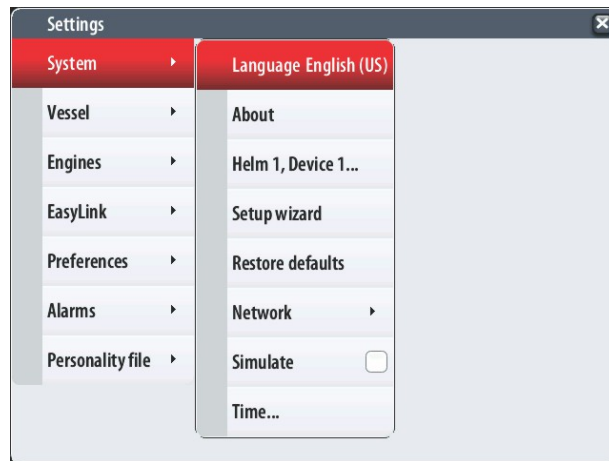 Settings
System
Vessel
Engines
EasyLink
Preferences
Alarms
Personality file
Language English (US)
About
Helm 1, Device 1...
Setup wizard
Restore defaults
Network
Simulate
Time...